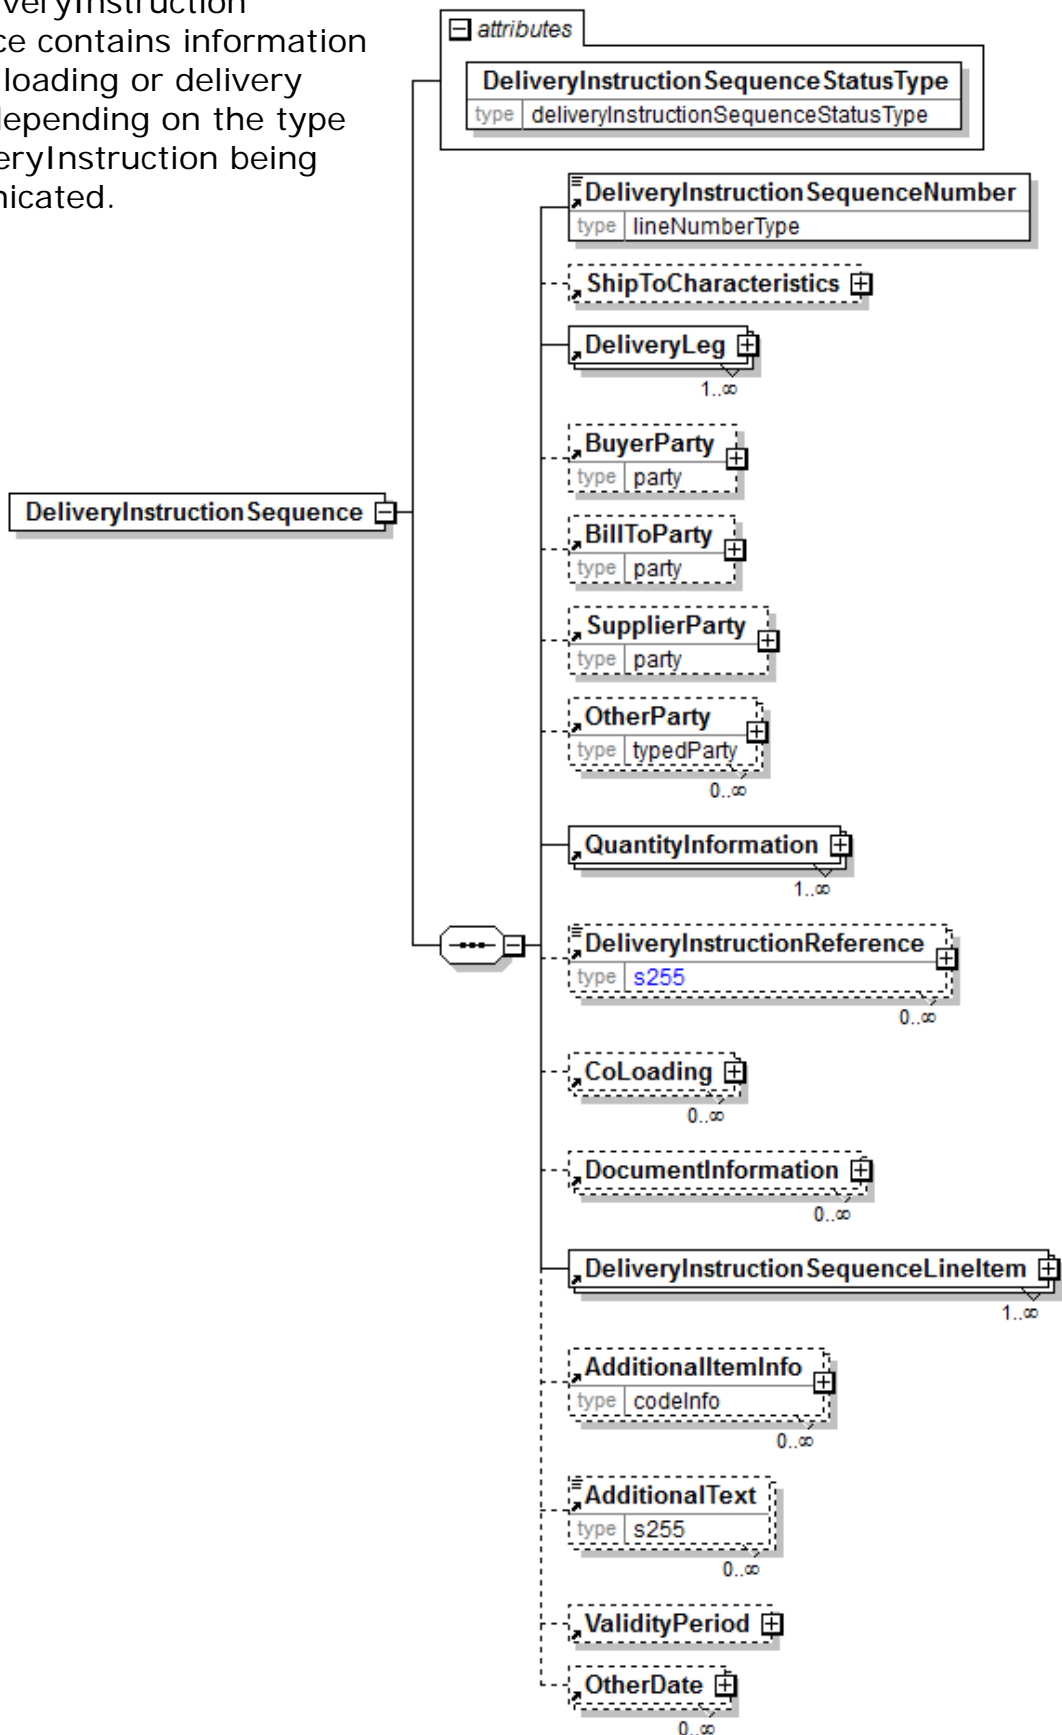 ce contains information
loading or delivery
depending on the type
being
attributes
DeliveryInstructionSequenceStatusType
type deliveryInstructionSequenceStatusType
DeliveryInstructionSequenceNumber
type lineNumberType
ShipToCharacteristics
DeliveryLeg
1..∞
BuyerParty
type party
DeliveryInstructionSequence
BillToParty
type party
SupplierParty
type party
OtherParty
type typedParty
0..∞
QuantityInformation
1..∞
DeliveryInstructionReference
type s255
0..∞
CoLoading
0..∞
DocumentInformation
0..∞
DeliveryInstructionSequenceLineItem
1..∞
AdditionalItemInfo
type codeInfo
0..∞
AdditionalText
type s255
0..∞
ValidityPeriod
OtherDate
0..∞